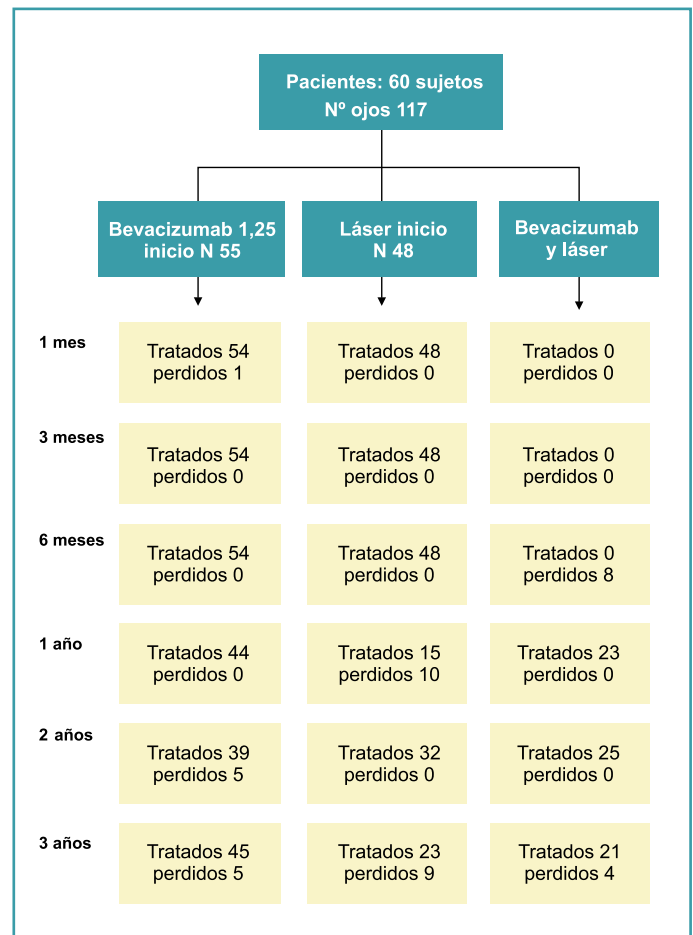 Pacientes: 60 sujetos
Nº ojos 117
Bevacizumab 1,25
inicio N 55
Láser inicio
N 48
Bevacizumab
y láser
1 mes
Tratados 54
perdidos 1
Tratados 48
perdidos 0
Tratados 0
perdidos 0
3 meses
Tratados 54
perdidos 0
Tratados 48
perdidos 0
Tratados 0
perdidos 0
6 meses
Tratados 54
perdidos 0
Tratados 48
perdidos 0
Tratados 0
perdidos 8
1 año
Tratados 44
perdidos 0
Tratados 15
perdidos 10
Tratados 23
perdidos 0
2 años
Tratados 39
perdidos 5
Tratados 32
perdidos 0
Tratados 25
perdidos 0
3 años
Tratados 45
perdidos 5
Tratados 23
perdidos 9
Tratados 21
perdidos 4